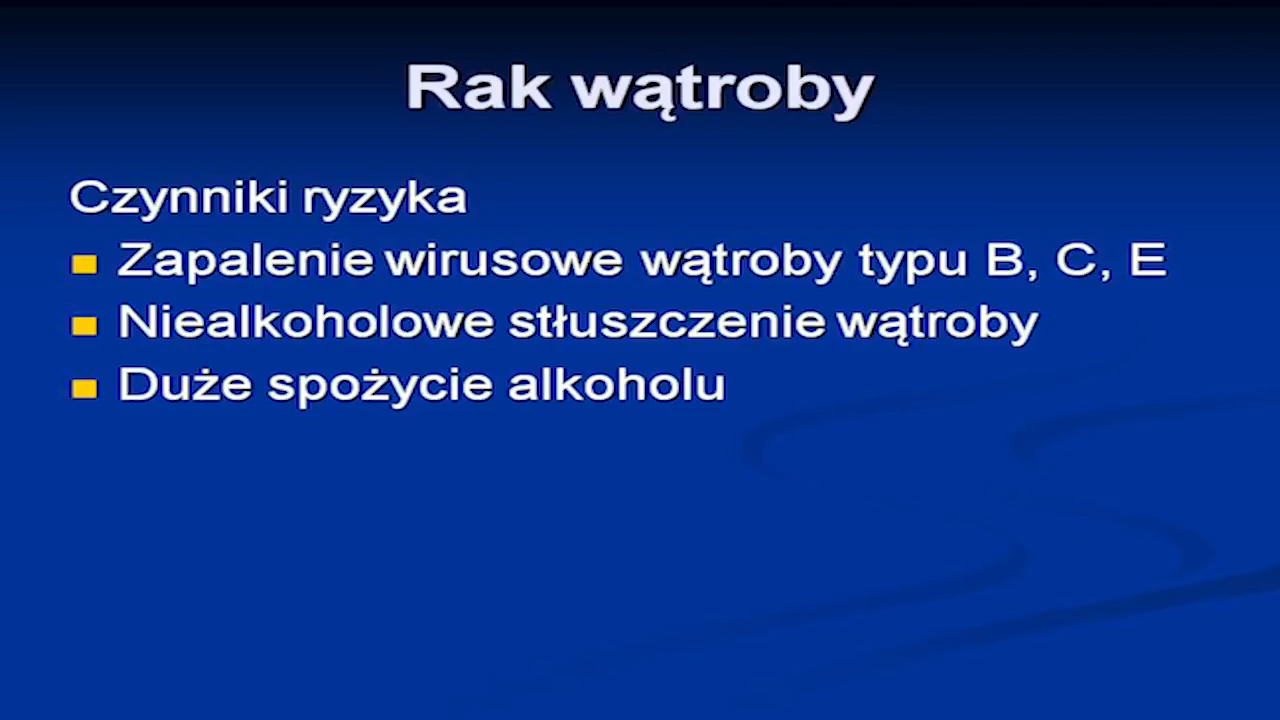 Rak wątroby
Czynniki ryzyka
Zapalenie wirusowe wątroby typu B, C, E
Niealkoholowe stłuszczenie wątroby
Duże spożycie alkoholu